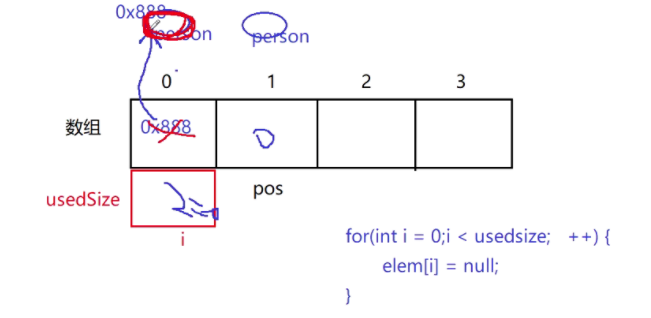 0x888
person person
0 1 2 3
数组 0x888
usedSize pos
i
for(int i = 0;i < usedsize; ++) {
elem[i] = null;
}